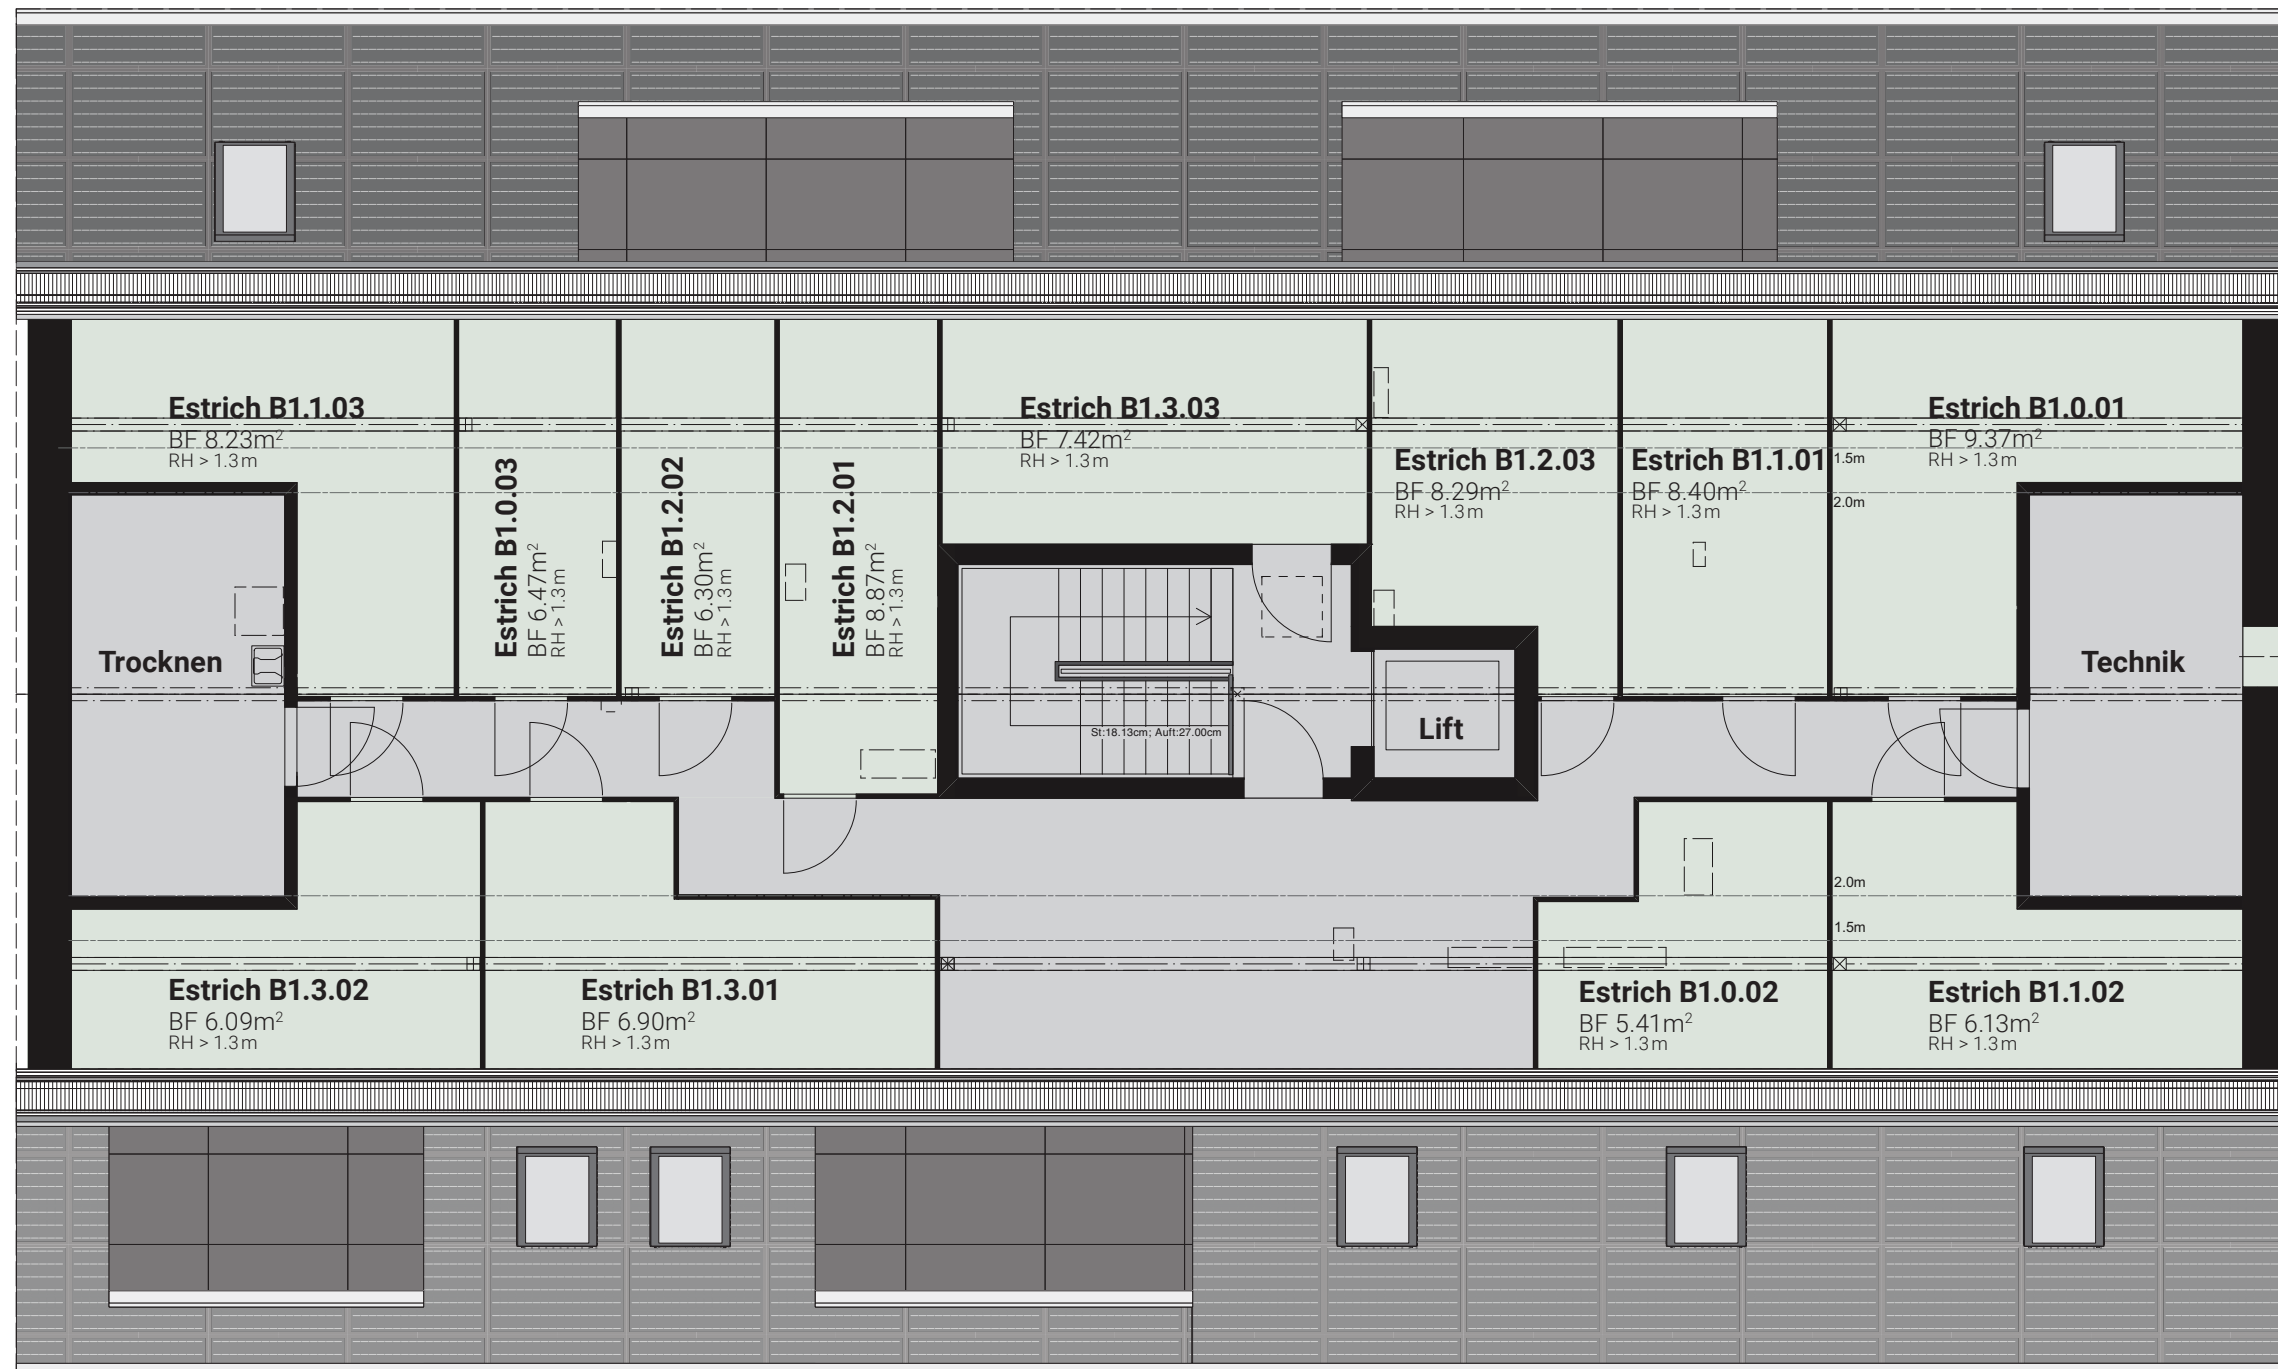 Estrich B1.1.03
BF 8.23m²
RH > 1.3m
Estrich B1.0.03
BF 6.47m²
RH > 1.3m
Estrich B1.2.02
BF 6.30m²
RH > 1.3m
Estrich B1.2.01
BF 8.87m²
RH > 1.3m
Estrich B1.3.03
BF 7.42m²
RH > 1.3m
Estrich B1.2.03
BF 8.29m²
RH > 1.3m
Estrich B1.1.01
BF 8.40m²
RH > 1.3m
1.5m
2.0m
Estrich B1.0.01
BF 9.37m²
RH > 1.3m
Trocknen
St:18.13cm; Auft:27.00cm
Lift
Technik
2.0m
1.5m
Estrich B1.3.02
BF 6.09m²
RH > 1.3m
Estrich B1.3.01
BF 6.90m²
RH > 1.3m
Estrich B1.0.02
BF 5.41m²
RH > 1.3m
Estrich B1.1.02
BF 6.13m²
RH > 1.3m